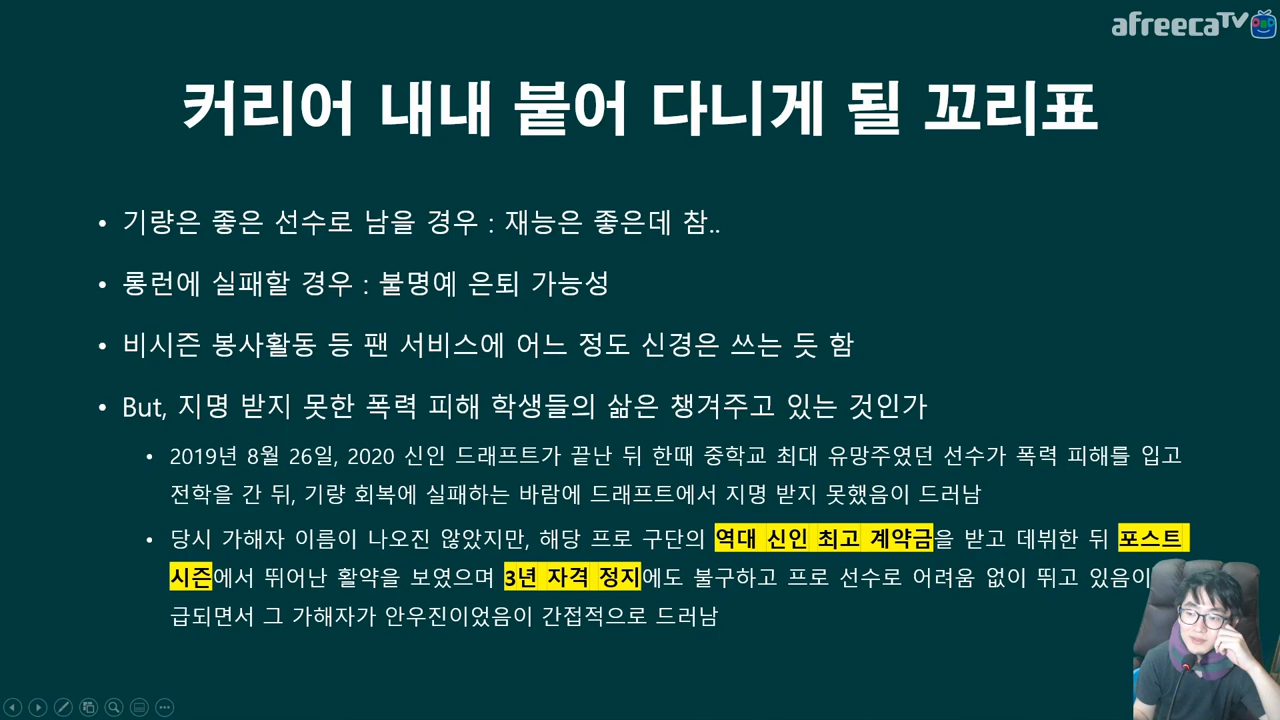 afreecaTV
커리어 내내 붙어 다니게 될 꼬리표
• 기량은 좋은 선수로 남을 경우 : 재능은 좋은데 참..
• 롱런에 실패할 경우 : 불명예 은퇴 가능성
• 비시즌 봉사활동 등 팬 서비스에 어느 정도 신경은 쓰는 듯 함
• But, 지명 받지 못한 폭력 피해 학생들의 삶은 챙겨주고 있는 것인가
• 2019년 8월 26일, 2020 신인 드래프트가 끝난 뒤 한때 중학교 최대 유망주였던 선수가 폭력 피해를 입고
전학을 간 뒤, 기량 회복에 실패하는 바람에 드래프트에서 지명 받지 못했음이 드러남
• 당시 가해자 이름이 나오진 않았지만, 해당 프로 구단의 역대 신인 최고 계약금을 받고 데뷔한 뒤 포스트
시즌에서 뛰어난 활약을 보였으며 3년 자격 정지에도 불구하고 프로 선수로 어려움 없이 뛰고 있음이
급되면서 그 가해자가 안우진이었음이 간접적으로 드러남